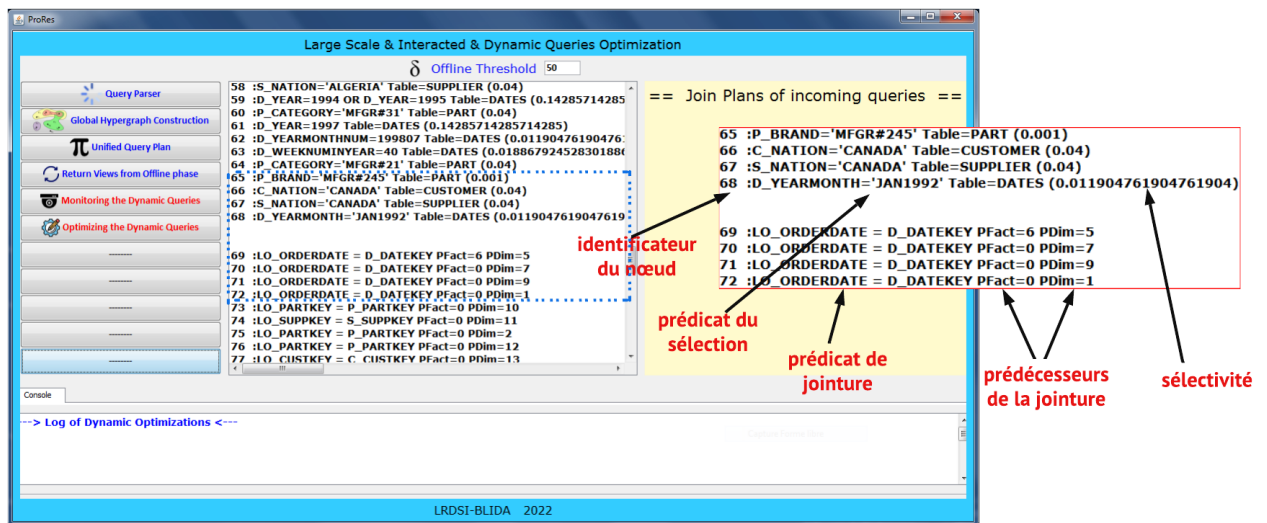 ProRes
Large Scale & Interacted & Dynamic Queries Optimization
δ Offline Threshold 50
Query Parser
Global Hypergraph Construction
Unified Query Plan
Return Views from Offline phase
Monitoring the Dynamic Queries
Optimizing the Dynamic Queries
--------
--------
--------
--------
--------
58 :S_NATION='ALGERIA' Table=SUPPLIER (0.04)
59 :D_YEAR=1994 OR D_YEAR=1995 Table=DATES (0.14285714285
60 :P_CATEGORY='MFGR#31' Table=PART (0.04)
61 :D_YEAR=1997 Table=DATES (0.14285714285714285)
62 :D_YEARMONTHNUM=199807 Table=DATES (0.01190476190476
63 :D_WEEKNUMINYEAR=40 Table=DATES (0.0188679245283018
64 :P_CATEGORY='MFGR#21' Table=PART (0.04)
65 :P_BRAND='MFGR#245' Table=PART (0.001)
66 :C_NATION='CANADA' Table=CUSTOMER (0.04)
67 :S_NATION='CANADA' Table=SUPPLIER (0.04)
68 :D_YEARMONTH='JAN1992' Table=DATES (0.0119047619047619
69 :LO_ORDERDATE = D_DATEKEY PFact=6 PDim=5
70 :LO_ORDERDATE = D_DATEKEY PFact=0 PDim=7
71 :LO_ORDERDATE = D_DATEKEY PFact=0 PDim=9
72 :LO_ORDERDATE = D_DATEKEY PFact=0 PDim=1
73 :LO_PARTKEY = P_PARTKEY PFact=0 PDim=10
74 :LO_SUPPKEY = S_SUPPKEY PFact=0 PDim=11
75 :LO_PARTKEY = P_PARTKEY PFact=0 PDim=2
76 :LO_PARTKEY = P_PARTKEY PFact=0 PDim=12
77 :LO_CUSTKEY = C_CUSTKEY PFact=0 PDim=13
== Join Plans of incoming queries ==
65 :P_BRAND='MFGR#245' Table=PART (0.001)
66 :C_NATION='CANADA' Table=CUSTOMER (0.04)
67 :S_NATION='CANADA' Table=SUPPLIER (0.04)
68 :D_YEARMONTH='JAN1992' Table=DATES (0.011904761904761904)
69 :LO_ORDERDATE = D_DATEKEY PFact=6 PDim=5
70 :LO_ORDERDATE = D_DATEKEY PFact=0 PDim=7
71 :LO_ORDERDATE = D_DATEKEY PFact=0 PDim=9
72 :LO_ORDERDATE = D_DATEKEY PFact=0 PDim=1
identificateur
du nœud
prédicat du
sélection
prédicat de
jointure
prédécesseurs
de la jointure
sélectivité
Console
---> Log of Dynamic Optimizations <---
LRDSI-BLIDA 2022